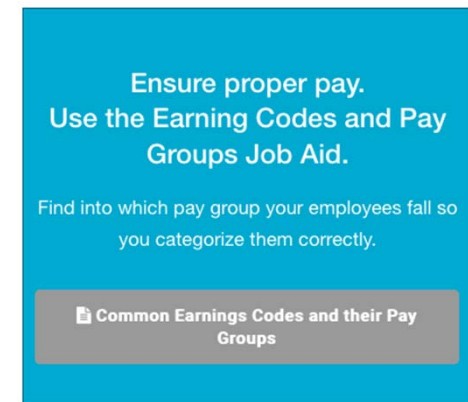 Ensure proper pay.
Use the Earning Codes and Pay
Groups Job Aid.
Find into which pay group your employees fall so
you categorize them correctly.
Common Earnings Codes and their Pay
Groups